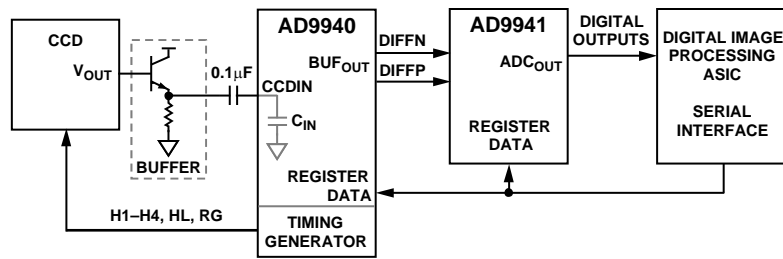 CCD
V_OUT
BUFFER
0.1μF
AD9940
BUF_OUT
CCDIN
C_IN
REGISTER
DATA
TIMING
GENERATOR
H1–H4, HL, RG
DIFFN
DIFFP
AD9941
ADC_OUT
REGISTER
DATA
DIGITAL
OUTPUTS
DIGITAL IMAGE
PROCESSING
ASIC
SERIAL
INTERFACE